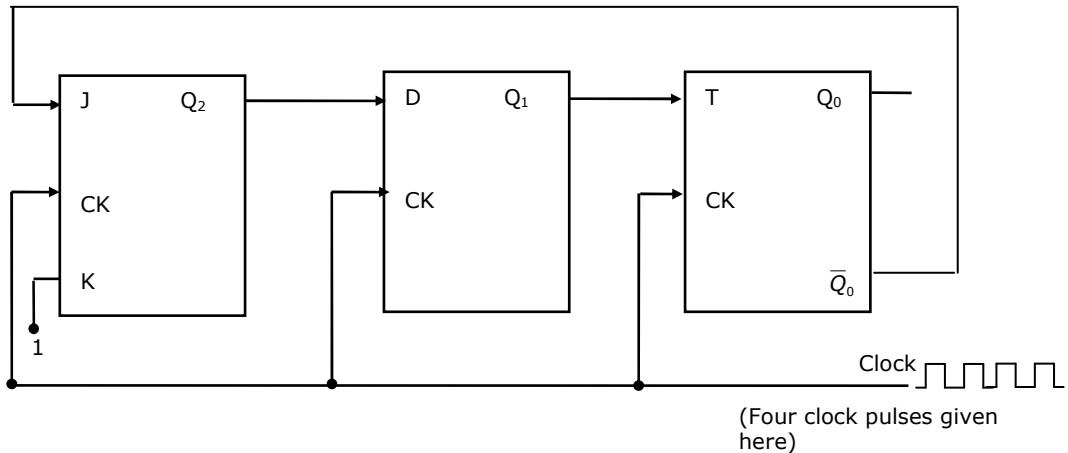 J Q₂ D Q₁ T Q₀
CK CK CK
K Q̅₀
1
Clock
(Four clock pulses given
here)